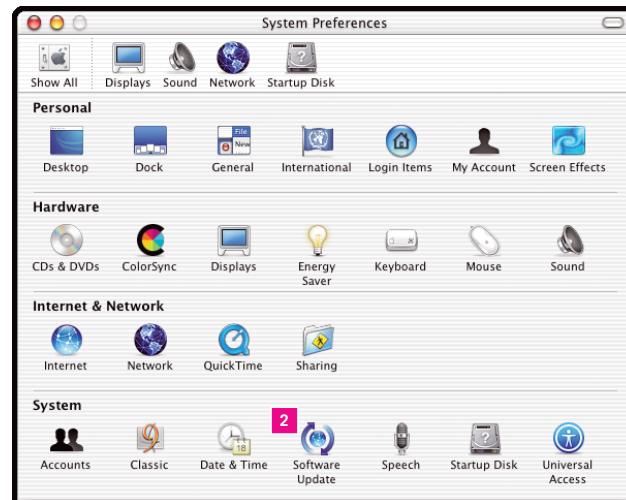 System Preferences
Show All Displays Sound Network Startup Disk
Personal
File
New
Desktop Dock General International Login Items My Account Screen Effects
Hardware
CDs & DVDs ColorSync Displays Energy Saver Keyboard Mouse Sound
Internet & Network
Internet Network QuickTime Sharing
System
2
18
Accounts Classic Date & Time Software Update Speech Startup Disk Universal Access